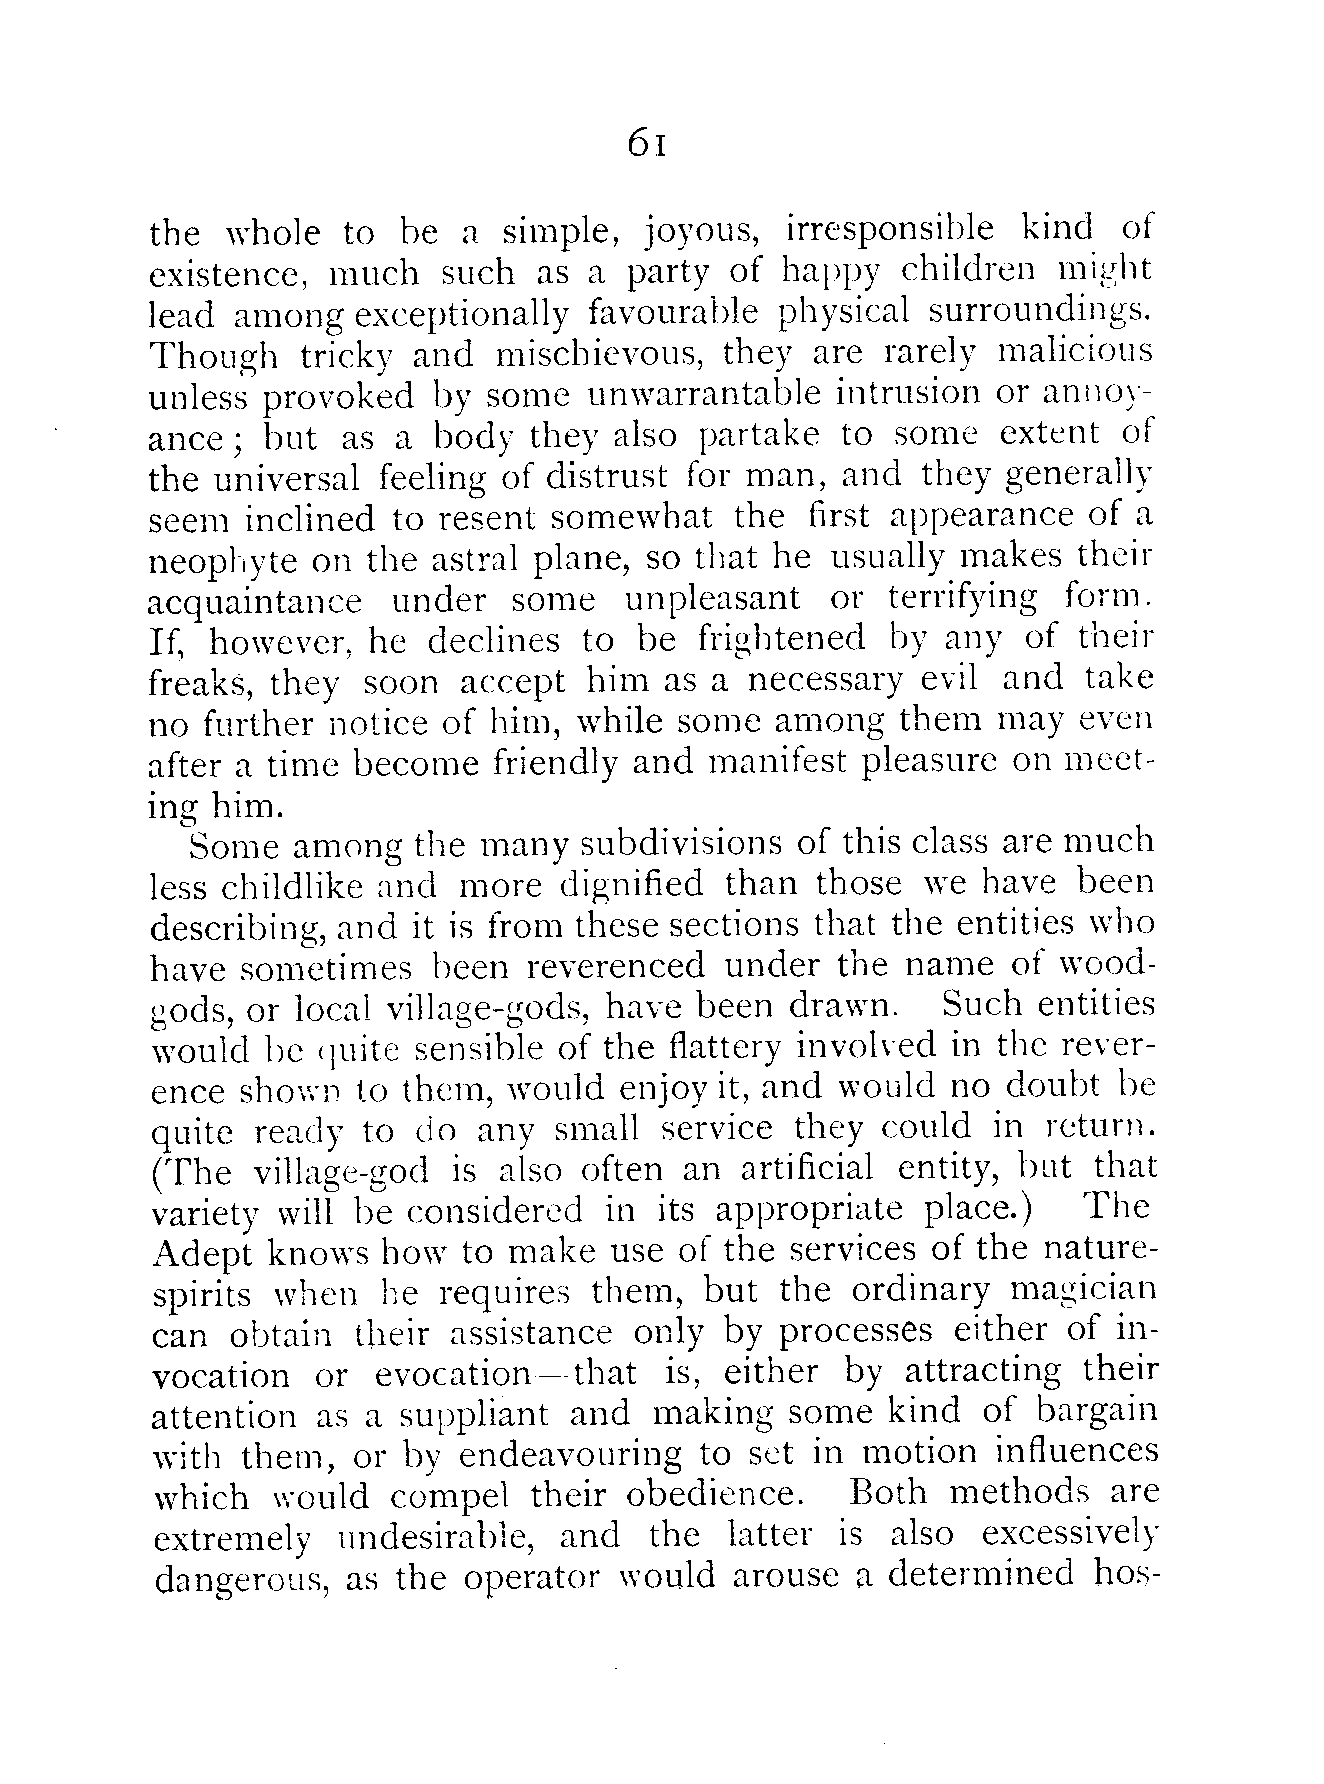 61
the whole to be a simple, joyous, irresponsible kind of
existence, much such as a party of happy children might
lead among exceptionally favourable physical surroundings.
Though tricky and mischievous, they are rarely malicious
unless provoked by some unwarrantable intrusion or annoy-
ance ; but as a body they also partake to some extent of
the universal feeling of distrust for man, and they generally
seem inclined to resent somewhat the first appearance of a
neophyte on the astral plane, so that he usually makes their
acquaintance under some unpleasant or terrifying form.
If, however, he declines to be frightened by any of their
freaks, they soon accept him as a necessary evil and take
no further notice of him, while some among them may even
after a time become friendly and manifest pleasure on meet-
ing him.
Some among the many subdivisions of this class are much
less childlike and more dignified than those we have been
describing, and it is from these sections that the entities who
have sometimes been reverenced under the name of wood-
gods, or local village-gods, have been drawn. Such entities
would be quite sensible of the flattery involved in the rever-
ence shown to them, would enjoy it, and would no doubt be
quite ready to do any small service they could in return.
(The village-god is also often an artificial entity, but that
variety will be considered in its appropriate place.) The
Adept knows how to make use of the services of the nature-
spirits when he requires them, but the ordinary magician
can obtain their assistance only by processes either of in-
vocation or evocation—that is, either by attracting their
attention as a suppliant and making some kind of bargain
with them, or by endeavouring to set in motion influences
which would compel their obedience. Both methods are
extremely undesirable, and the latter is also excessively
dangerous, as the operator would arouse a determined hos-